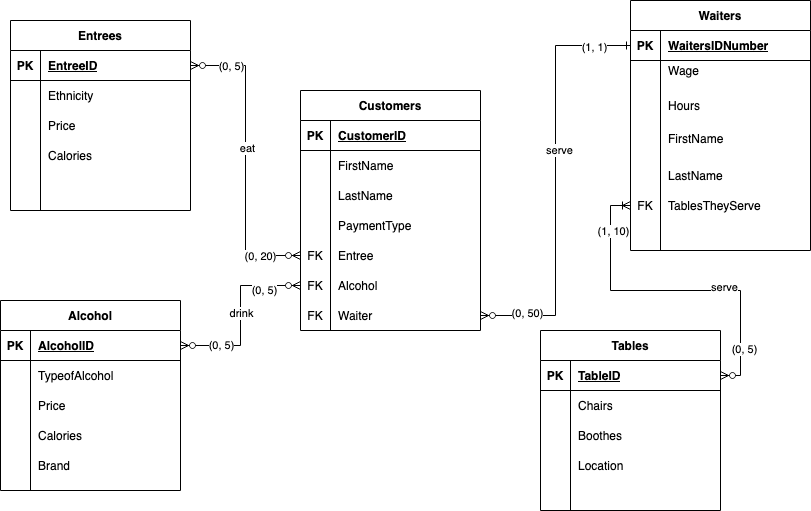 Entrees
PK EntreeID
Ethnicity
Price
Calories
(0, 5)
eat
(0, 20)
Customers
PK CustomerID
FirstName
LastName
PaymentType
FK Entree
FK Alcohol
FK Waiter
Waiters
PK WaitersIDNumber
Wage
Hours
FirstName
LastName
FK TablesTheyServe
(1, 1)
serve
(0, 50)
(1, 10)
serve
(0, 5)
Alcohol
PK AlcoholID
TypeofAlcohol
Price
Calories
Brand
(0, 5)
drink
(0, 5)
Tables
PK TableID
Chairs
Boothes
Location